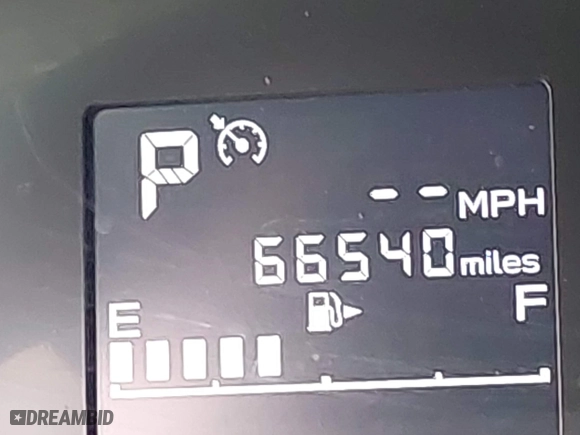 P
-- MPH
66540 miles
E F
DREAMBID